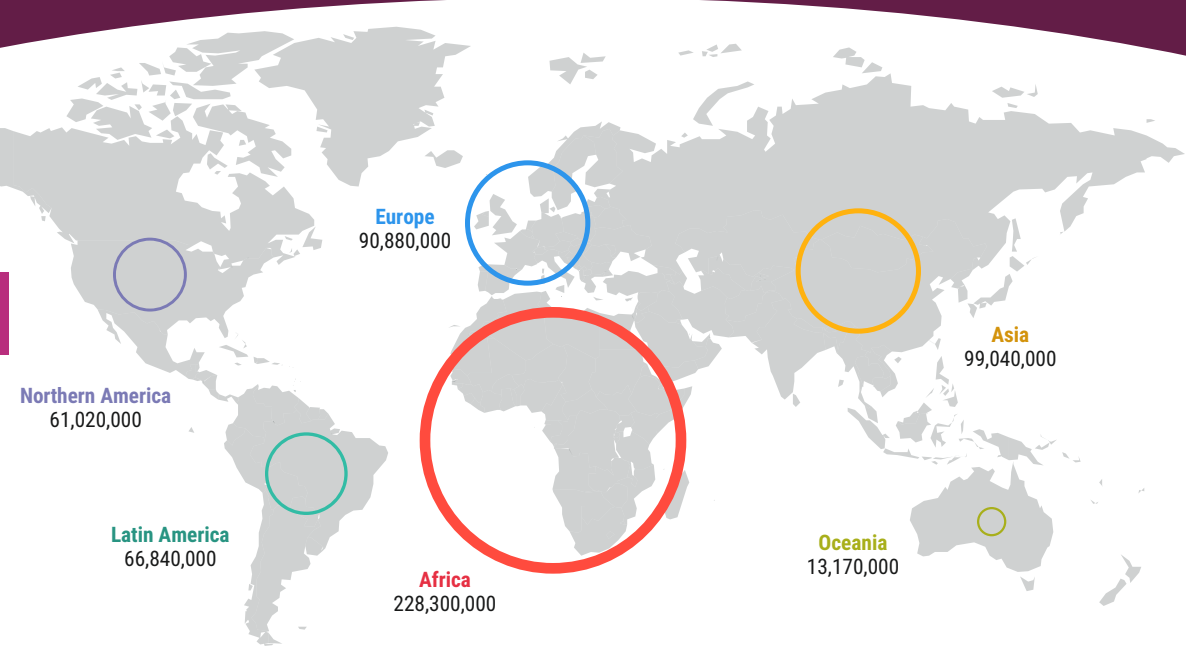 Europe
90,880,000
Asia
99,040,000
Northern America
61,020,000
Latin America
66,840,000
Oceania
13,170,000
Africa
228,300,000